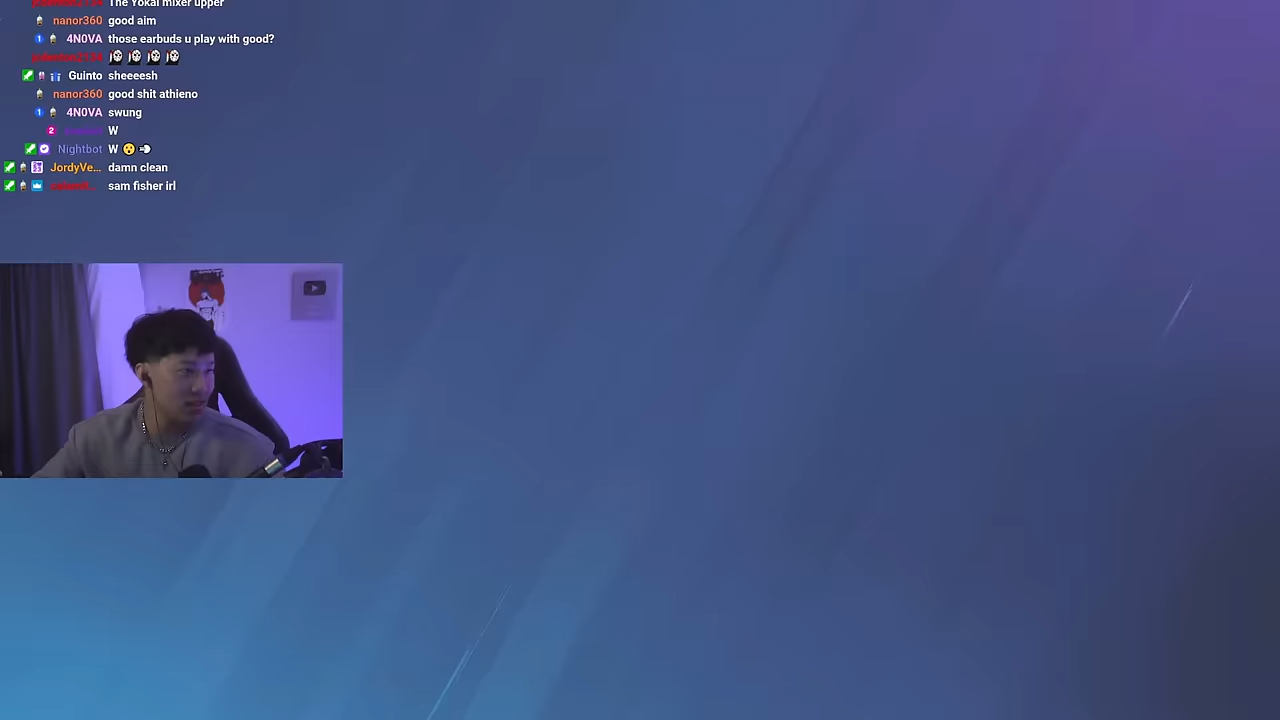 The Yokai mixer upper
nanor360 good aim
4N0VA those earbuds u play with good?
Guinto sheeeesh
nanor360 good shit athieno
4N0VA swung
2 W
Nightbot W
JordyVe... damn clean
sam fisher irl